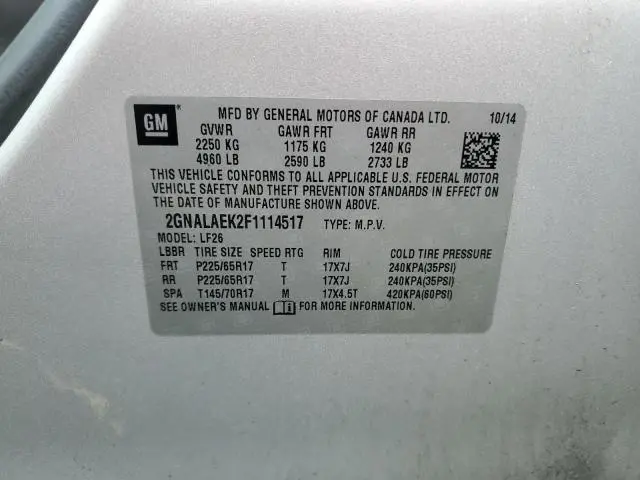 GM
MFD BY GENERAL MOTORS OF CANADA LTD. 10/14
GVWR GAWR FRT GAWR RR
2250 KG 1175 KG 1240 KG
4960 LB 2590 LB 2733 LB
THIS VEHICLE CONFORMS TO ALL APPLICABLE U.S. FEDERAL MOTOR
VEHICLE SAFETY AND THEFT PREVENTION STANDARDS IN EFFECT ON
THE DATE OF MANUFACTURE SHOWN ABOVE.
2GNALAEK2F1114517 TYPE: M.P.V.
MODEL: LF26
LBBR TIRE SIZE SPEED RTG RIM COLD TIRE PRESSURE
FRT P225/65R17 T 17X7J 240KPA(35PSI)
RR P225/65R17 T 17X7J 240KPA(35PSI)
SPA T145/70R17 M 17X4.5T 420KPA(60PSI)
SEE OWNER'S MANUAL FOR MORE INFORMATION.